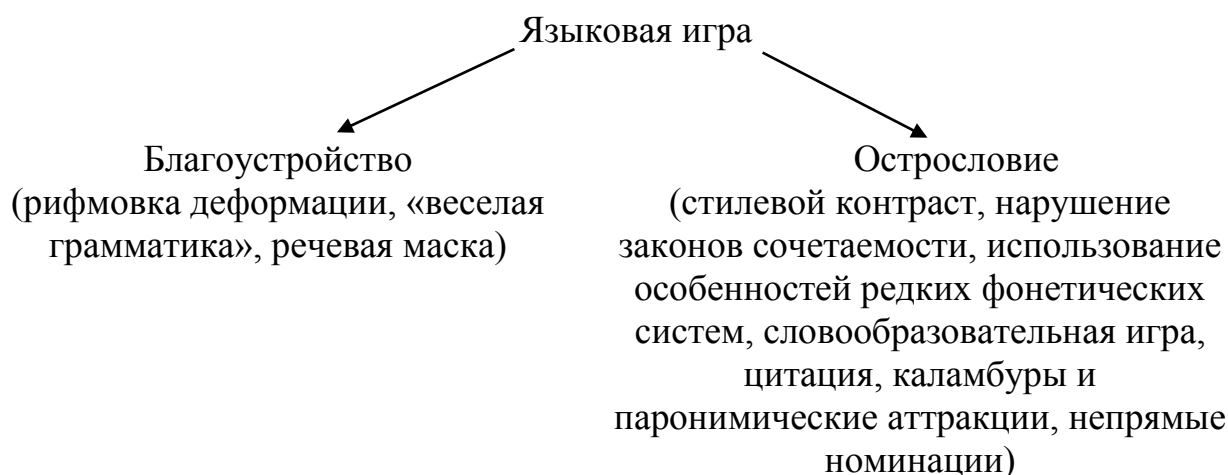 Языковая игра
Благоустройство
(рифмовка деформации, «веселая
грамматика», речевая маска)
Острословие
(стилевой контраст, нарушение
законов сочетаемости, использование
особенностей редких фонетических
систем, словообразовательная игра,
цитация, каламбуры и
паронимические аттракции, непрямые
номинации)